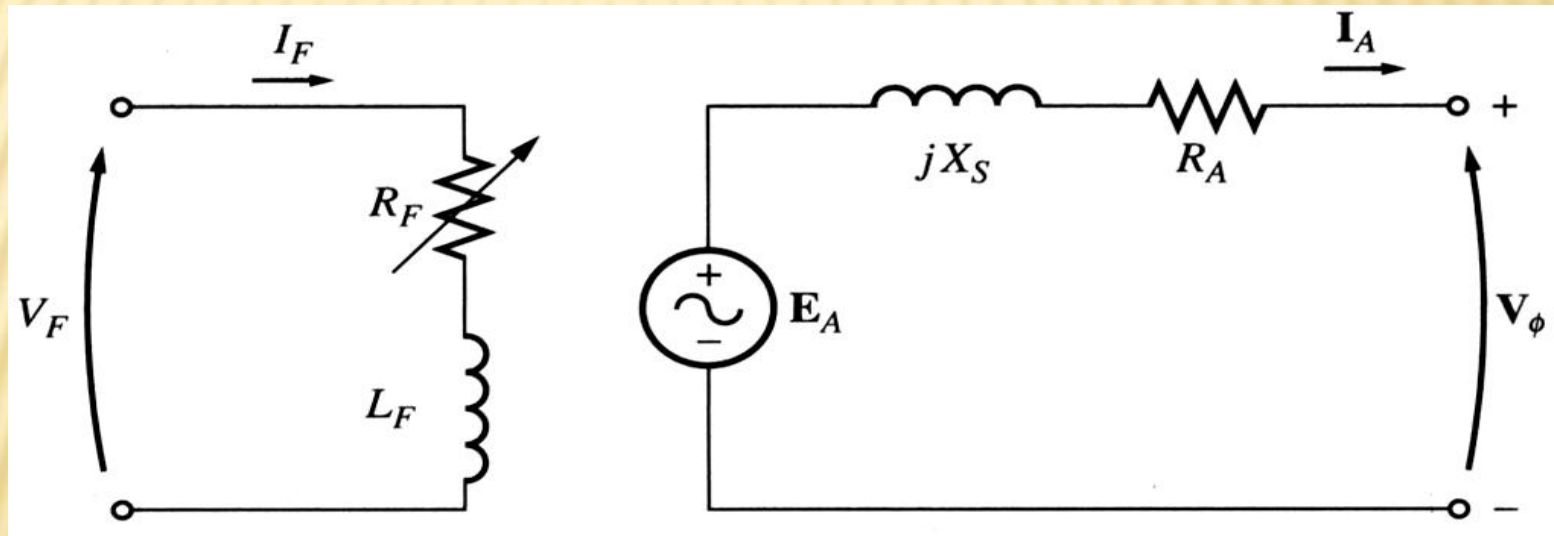 I_F
I_A
+
jX_S
R_A
R_F
+
V_F
E_A
V_ϕ
−
L_F
−